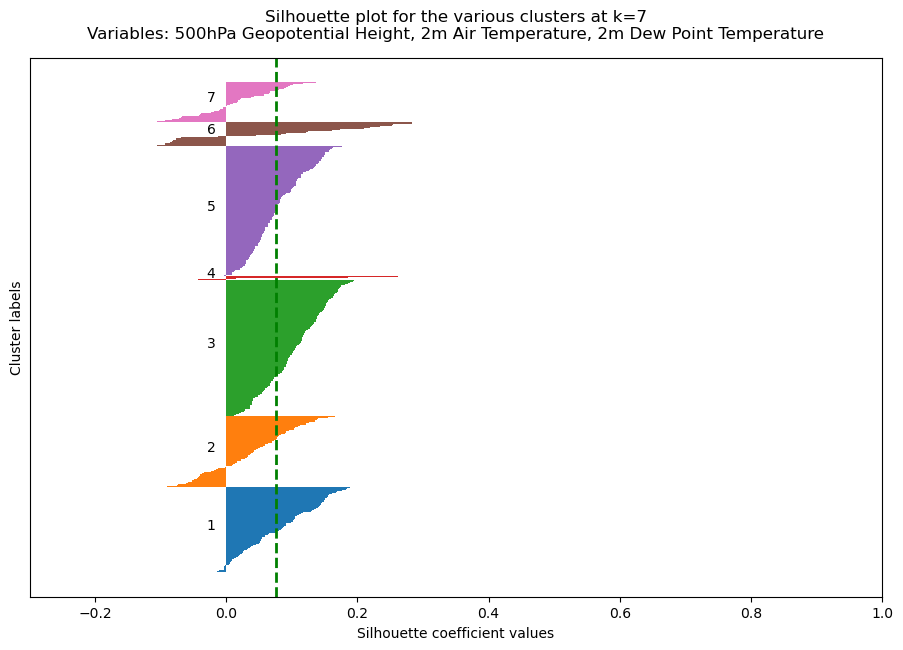 Silhouette plot for the various clusters at k=7
Variables: 500hPa Geopotential Height, 2m Air Temperature, 2m Dew Point Temperature
7
6
5
4
3
2
1
Cluster labels
−0.2 0.0 0.2 0.4 0.6 0.8 1.0
Silhouette coefficient values